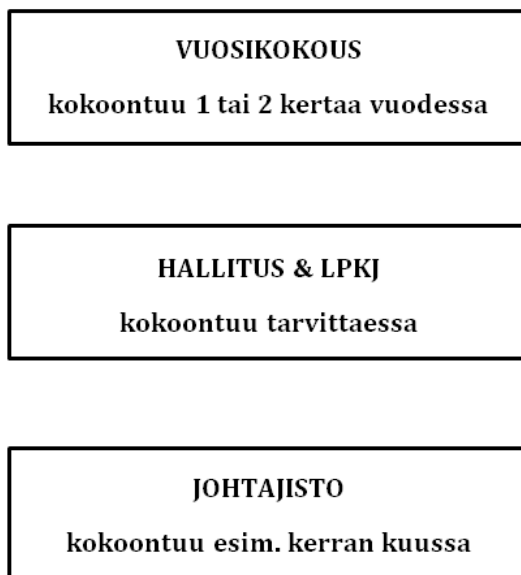 VUOSIKOKOUS
kokoontuu 1 tai 2 kertaa vuodessa
HALLITUS & LPKJ
kokoontuu tarvittaessa
JOHTAJISTO
kokoontuu esim. kerran kuussa